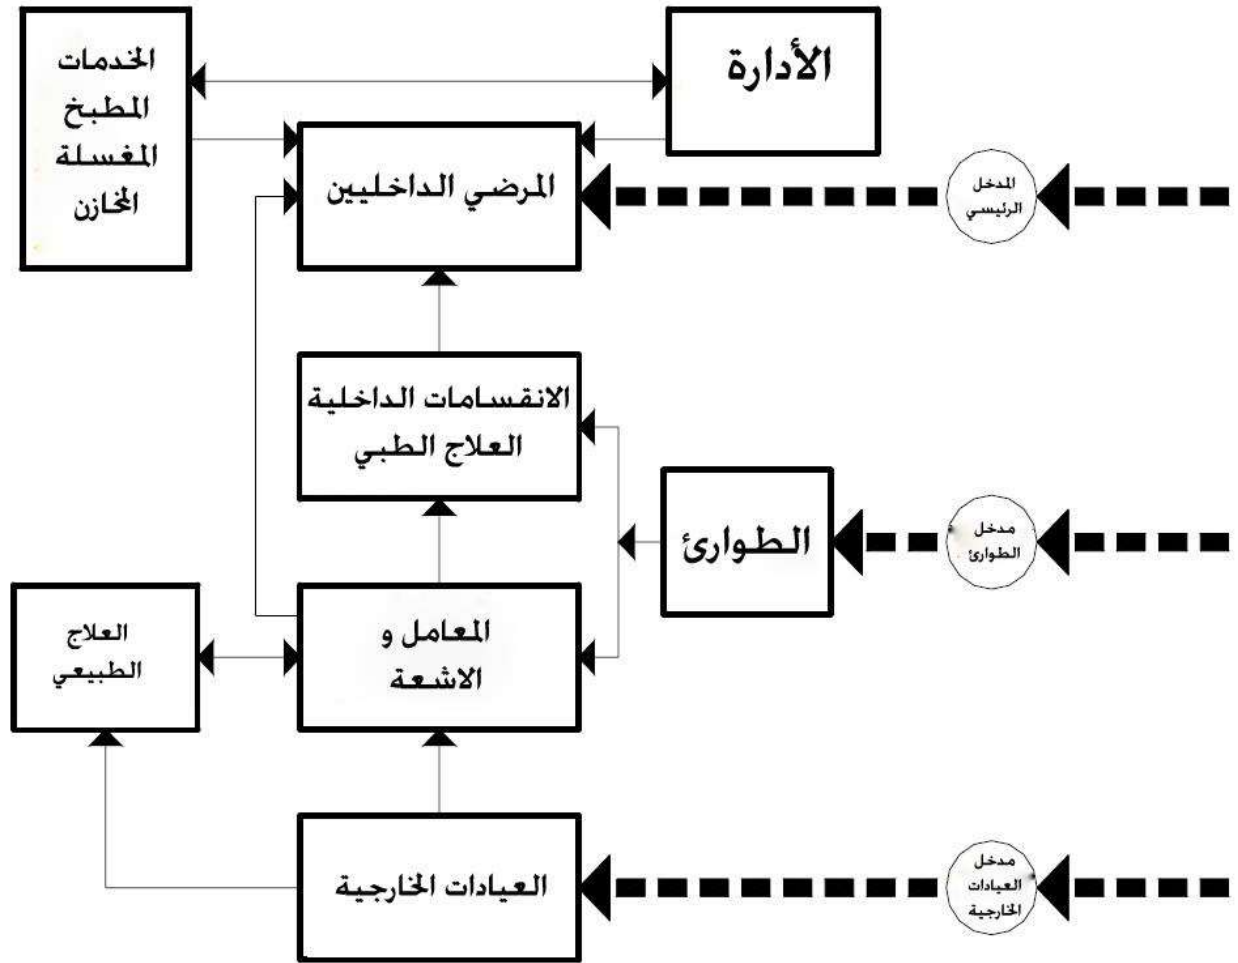 الأدارة
الخدمات
المطبخ
المغسلة
المخازن
المدخل
الرئيسي
المرضي الداخليين
الانقسامات الداخلية
العلاج الطبي
مدخل
الطوارئ
الطوارئ
المعامل و
الاشعة
العلاج
الطبيعي
مدخل
العيادات
الخارجية
العيادات الخارجية